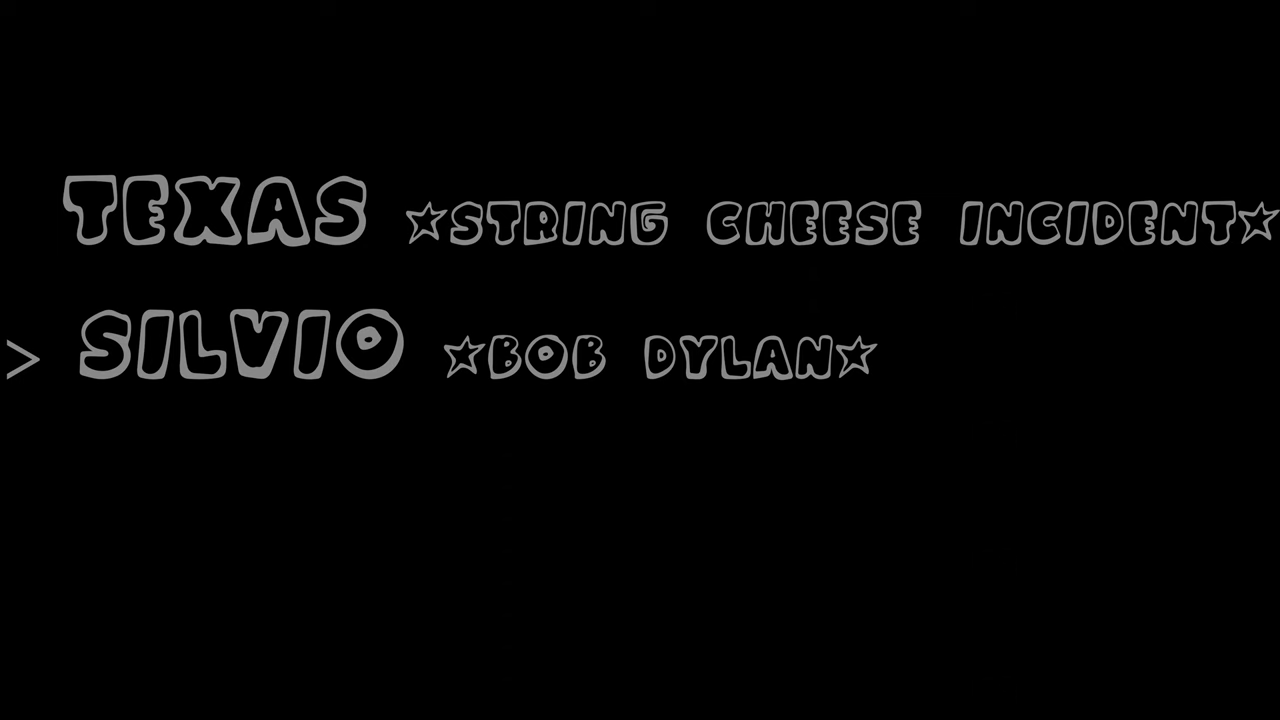 TEXAS ☆STRING CHEESE INCIDENT☆
> SILVIO ☆BOB DYLAN☆